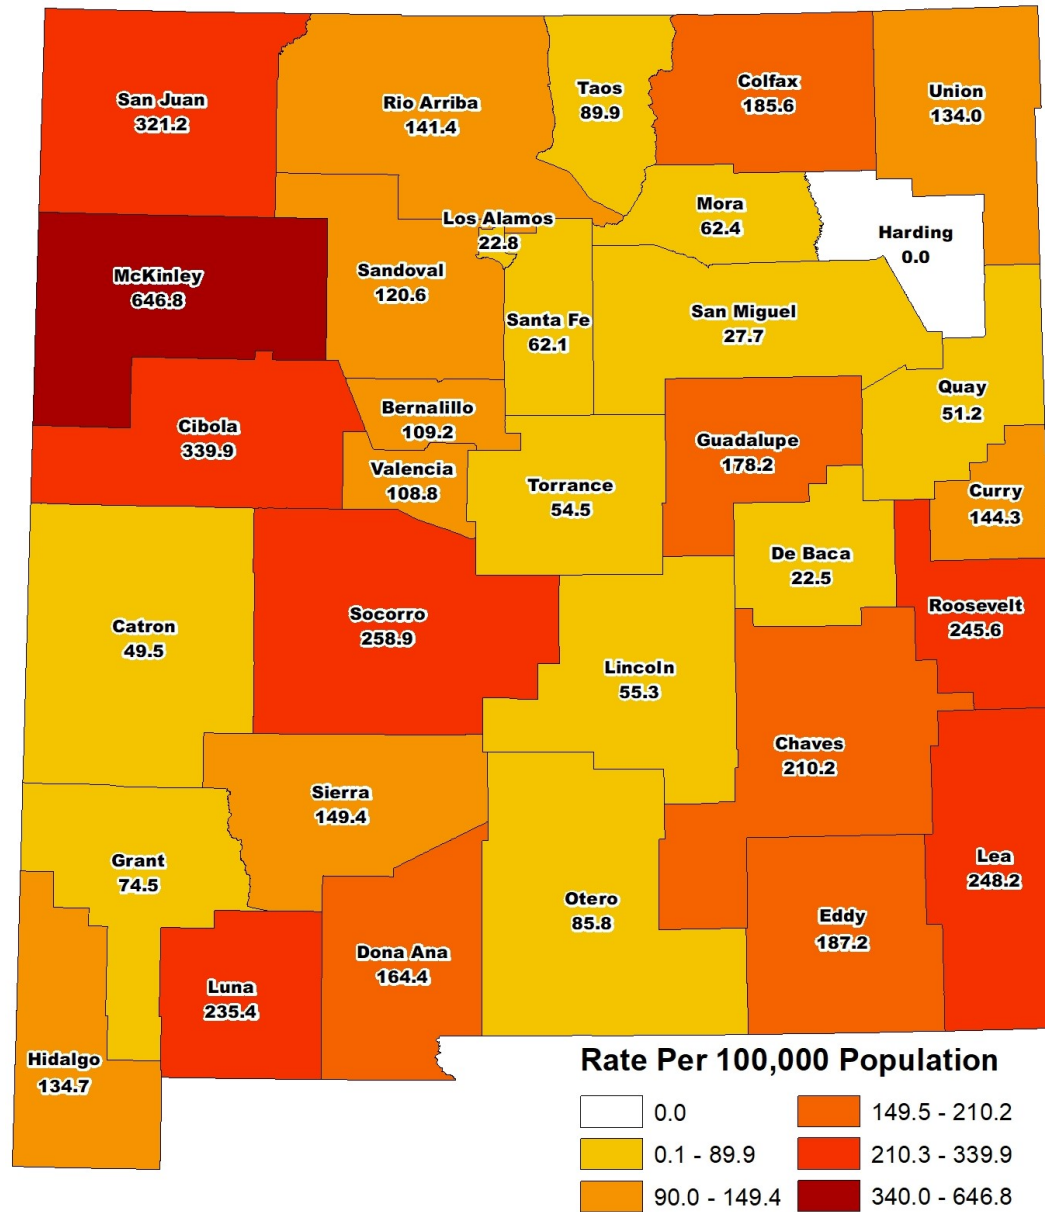 San Juan
321.2
Rio Arriba
141.4
Taos
89.9
Colfax
185.6
Union
134.0
McKinley
646.8
Los Alamos
22.8
Sandoval
120.6
Santa Fe
62.1
Mora
62.4
Harding
0.0
San Miguel
27.7
Quay
51.2
Cibola
339.9
Bernalillo
109.2
Valencia
108.8
Torrance
54.5
Guadalupe
178.2
Curry
144.3
De Baca
22.5
Roosevelt
245.6
Catron
49.5
Socorro
258.9
Lincoln
55.3
Chaves
210.2
Sierra
149.4
Grant
74.5
Otero
85.8
Eddy
187.2
Lea
248.2
Luna
235.4
Dona Ana
164.4
Hidalgo
134.7
Rate Per 100,000 Population
0.0
0.1 - 89.9
90.0 - 149.4
149.5 - 210.2
210.3 - 339.9
340.0 - 646.8